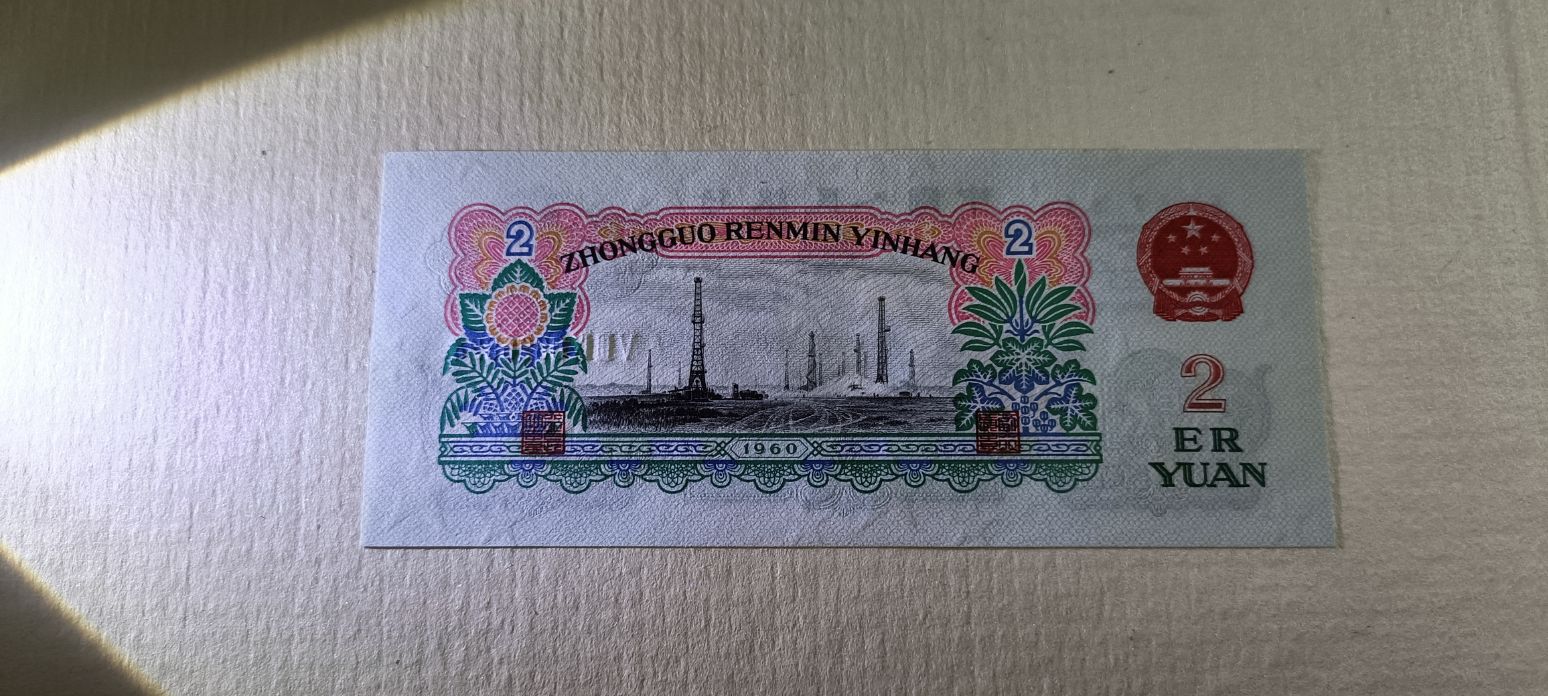 2
2
ZHONGGUO RENMIN YINHANG
1960
2
ER
YUAN